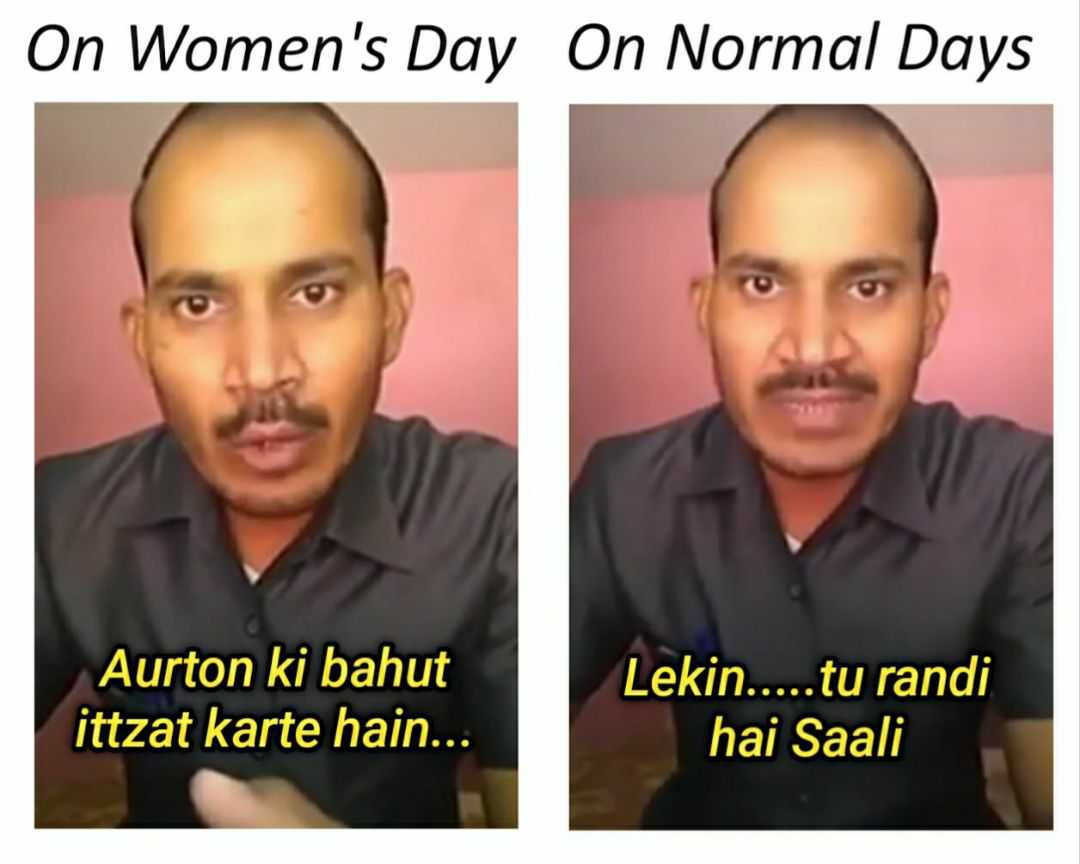 On Women's Day
On Normal Days
Aurton ki bahut
ittzat karte hain...
Lekin.....tu randi
hai Saali